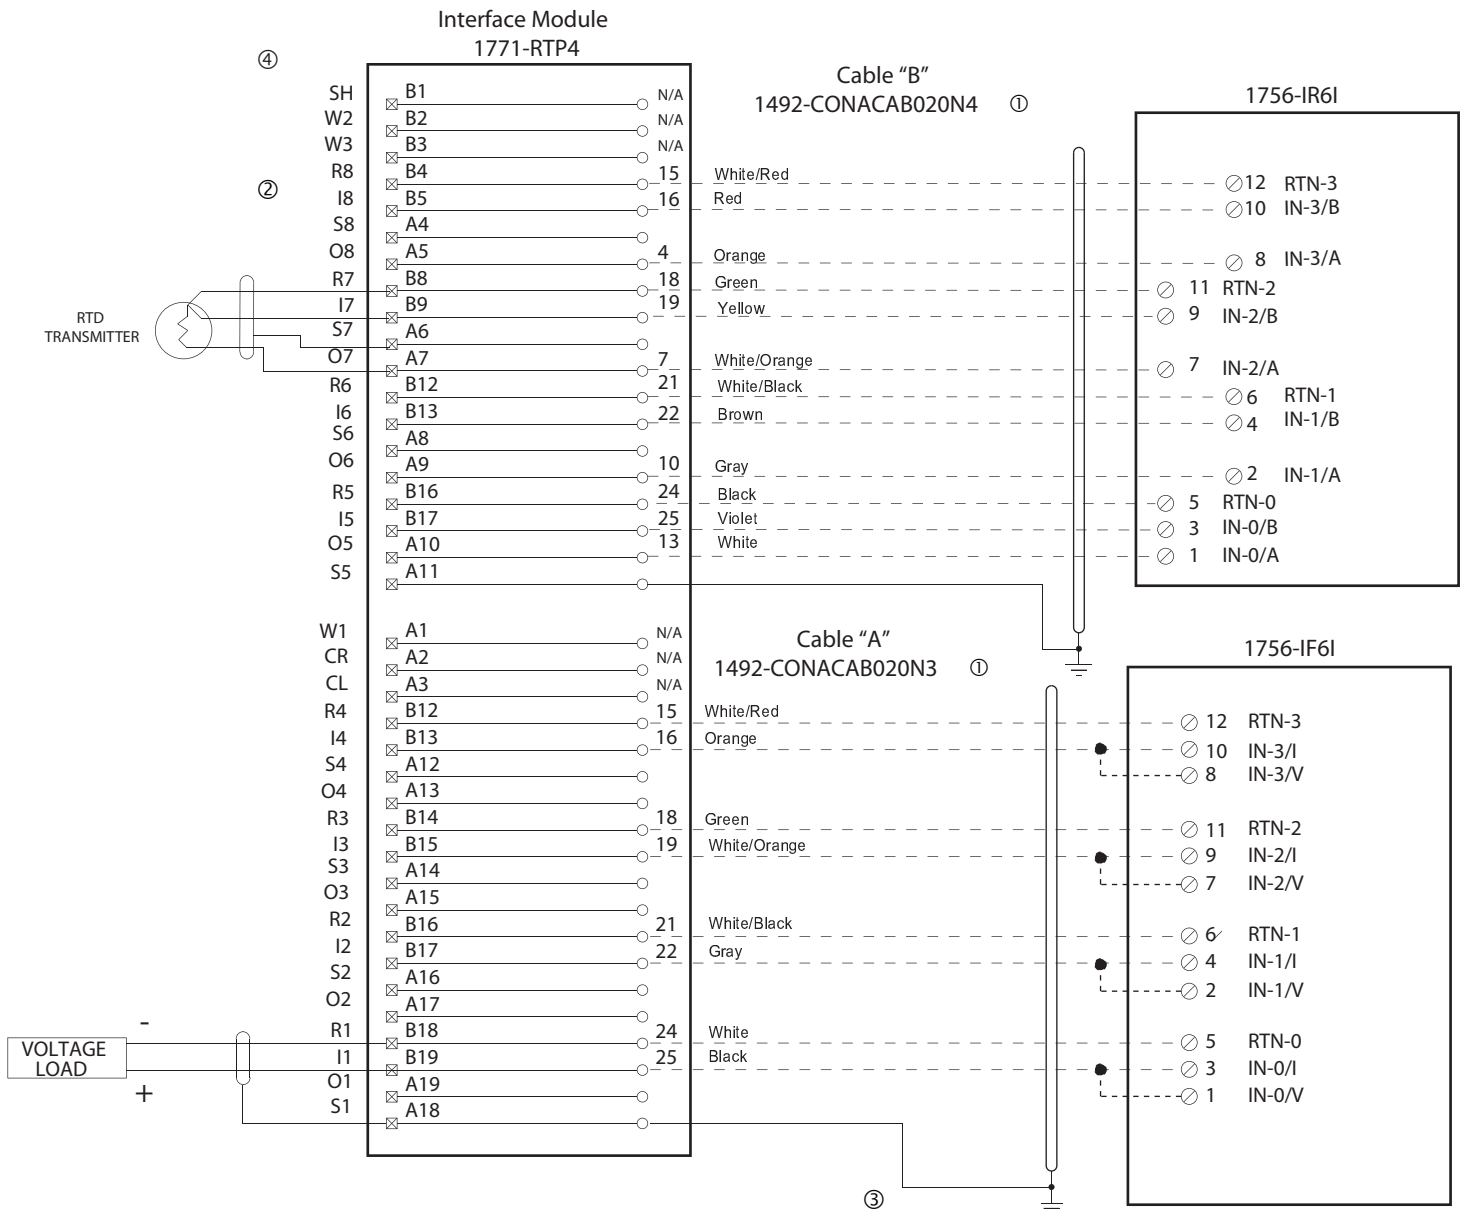 Interface Module
1771-RTP4
④
Cable “B”
1492-CONACAB020N4 ①
1756-IR6I
SH B1 N/A
W2 B2 N/A
W3 B3 N/A
R8 B4 15 White/Red 12 RTN-3
②
I8 B5 16 Red 10 IN-3/B
S8 A4
O8 A5 4 Orange 8 IN-3/A
R7 B8 18 Green 11 RTN-2
I7 B9 19 Yellow 9 IN-2/B
RTD
TRANSMITTER
S7 A6
O7 A7 7 White/Orange 7 IN-2/A
R6 B12 21 White/Black 6 RTN-1
I6 B13 22 Brown 4 IN-1/B
S6 A8
O6 A9 10 Gray 2 IN-1/A
R5 B16 24 Black 5 RTN-0
I5 B17 25 Violet 3 IN-0/B
O5 A10 13 White 1 IN-0/A
S5 A11
Cable “A”
1492-CONACAB020N3 ①
1756-IF6I
W1 A1 N/A
CR A2 N/A
CL A3 N/A
R4 B12 15 White/Red 12 RTN-3
I4 B13 16 Orange 10 IN-3/I
S4 A12 8 IN-3/V
O4 A13
R3 B14 18 Green 11 RTN-2
I3 B15 19 White/Orange 9 IN-2/I
S3 A14 7 IN-2/V
O3 A15
R2 B16 21 White/Black 6 RTN-1
I2 B17 22 Gray 4 IN-1/I
S2 A16 2 IN-1/V
O2 A17
R1 B18 24 White 5 RTN-0
I1 B19 25 Black 3 IN-0/I
O1 A19 1 IN-0/V
S1 A18
-
VOLTAGE
LOAD
+
③